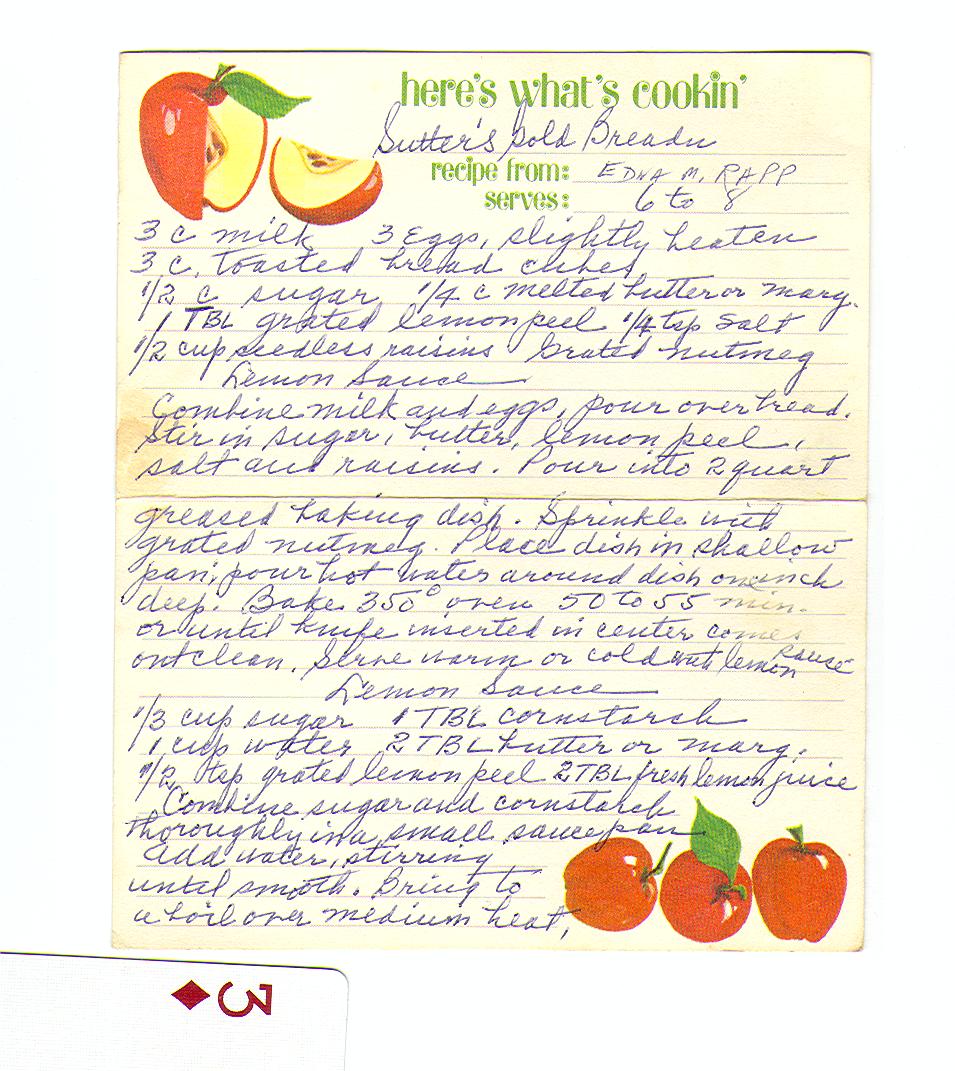 here's what's cookin'
Sutter's Gold Breadn
recipe from: EDNA M. RAPP
serves: 6 to 8
3 c milk 3 eggs, slightly beaten
3 c. toasted bread cubes
1/2 c sugar 1/4 c melted butter or marg.
1 TBL grated lemon peel 1/4 tsp salt
1/2 cup seedless raisins Grated nutmeg
Lemon Sauce
Combine milk and eggs, pour over bread.
Stir in sugar, butter, lemon peel,
salt and raisins. Pour into 2 quart
greased baking dish. Sprinkle with
grated nutmeg. Place dish in shallow
pan, pour hot water around dish one inch
deep. Bake 350° oven 50 to 55 min.
or until knife inserted in center comes
out clean. Serve warm or cold with lemon sauce
Lemon Sauce
1/3 cup sugar 1 TBL cornstarch
1 cup water 2 TBL butter or marg.
1/2 tsp grated lemon peel 2 TBL fresh lemon juice
Combine sugar and cornstarch
thoroughly in a small saucepan
add water, stirring
until smooth. Bring to
a boil over medium heat,
3